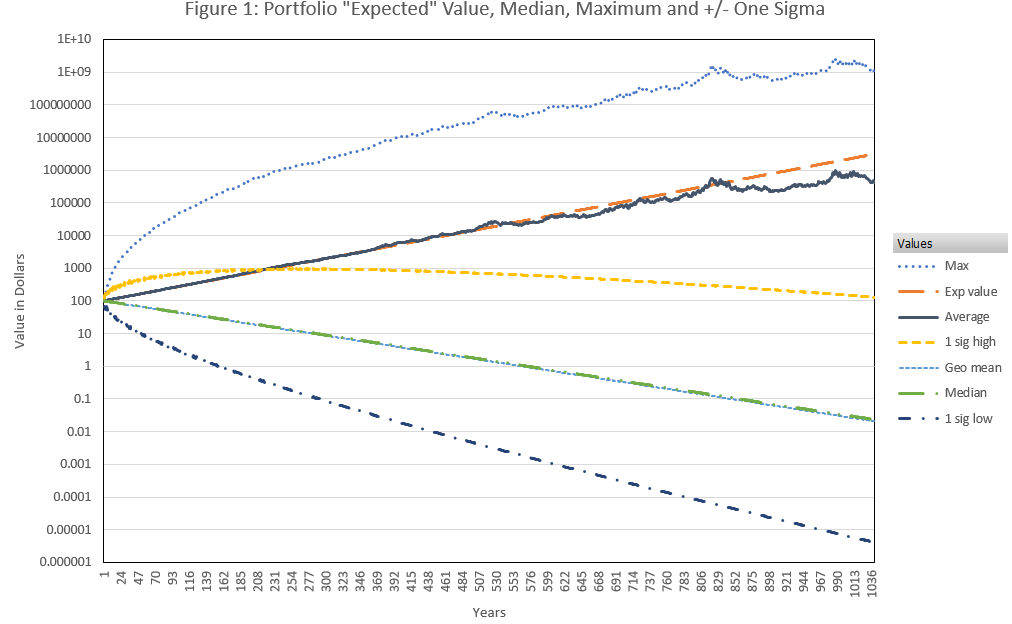 Figure 1: Portfolio "Expected" Value, Median, Maximum and +/- One Sigma
1E+10
1E+09
100000000
10000000
1000000
100000
10000
1000
100
10
1
0.1
0.01
0.001
0.0001
0.00001
0.000001
Value in Dollars
1 24 47 70 93 116 139 162 185 208 231 254 277 300 323 346 369 392 415 438 461 484 507 530 553 576 599 622 645 668 691 714 737 760 783 806 829 852 875 898 921 944 967 990 1013 1036
Years
Values
Max
Exp value
Average
1 sig high
Geo mean
Median
1 sig low